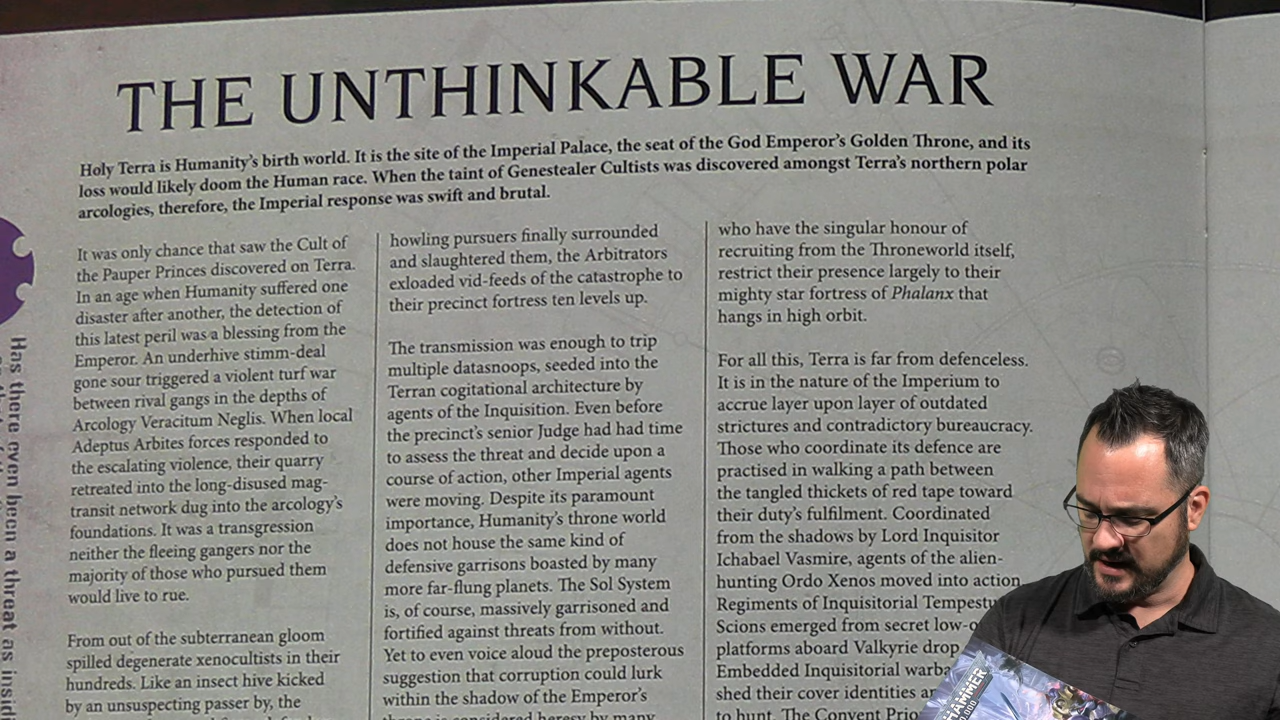 THE UNTHINKABLE WAR
Holy Terra is Humanity's birth world. It is the site of the Imperial Palace, the seat of the God Emperor's Golden Throne, and its
loss would likely doom the Human race. When the taint of Genestealer Cultists was discovered amongst Terra's northern polar
arcologies, therefore, the Imperial response was swift and brutal.
It was only chance that saw the Cult of
the Pauper Princes discovered on Terra.
In an age when Humanity suffered one
disaster after another, the detection of
this latest peril was a blessing from the
Emperor. An underhive stimm-deal
gone sour triggered a violent turf war
between rival gangs in the depths of
Arcology Veracitum Neglis. When local
Adeptus Arbites forces responded to
the escalating violence, their quarry
retreated into the long-disused mag-
transit network dug into the arcology's
foundations. It was a transgression
neither the fleeing gangers nor the
majority of those who pursued them
would live to rue.
From out of the subterranean gloom
spilled degenerate xenocultists in their
hundreds. Like an insect hive kicked
by an unsuspecting passer by, the
howling pursuers finally surrounded
and slaughtered them, the Arbitrators
exloaded vid-feeds of the catastrophe to
their precinct fortress ten levels up.
The transmission was enough to trip
multiple datasnoops, seeded into the
Terran cogitational architecture by
agents of the Inquisition. Even before
the precinct's senior Judge had had time
to assess the threat and decide upon a
course of action, other Imperial agents
were moving. Despite its paramount
importance, Humanity's throne world
does not house the same kind of
defensive garrisons boasted by many
more far-flung planets. The Sol System
is, of course, massively garrisoned and
fortified against threats from without.
Yet to even voice aloud the preposterous
suggestion that corruption could lurk
within the shadow of the Emperor's
throne is considered heresy by many
who have the singular honour of
recruiting from the Throneworld itself,
restrict their presence largely to their
mighty star fortress of Phalanx that
hangs in high orbit.
For all this, Terra is far from defenceless.
It is in the nature of the Imperium to
accrue layer upon layer of outdated
strictures and contradictory bureaucracy.
Those who coordinate its defence are
practised in walking a path between
the tangled thickets of red tape toward
their duty's fulfilment. Coordinated
from the shadows by Lord Inquisitor
Ichabael Vasmire, agents of the alien-
hunting Ordo Xenos moved into action
Regiments of Inquisitorial
Scions emerged from secret
platforms aboard Valkyrie
Embedded Inquisitorial
shed their cover identities
to hunt. The Convent
Has there even been a threat as
HAMMER